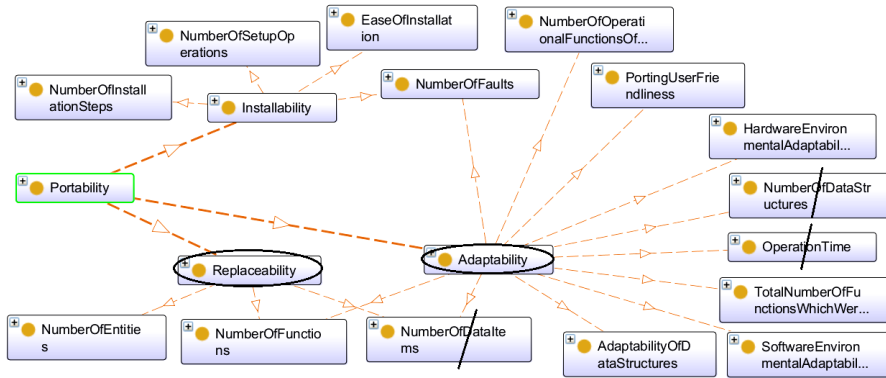 NumberOfSetupOp
erations
EaseOfInstallat
ion
NumberOfOperati
onalFunctionsOf...
NumberOfInstall
ationSteps
Installability
NumberOfFaults
PortingUserFrie
ndliness
HardwareEnviron
mentalAdaptabil...
Portability
NumberOfDataStr
uctures
Replaceability
Adaptability
OperationTime
TotalNumberOfFu
nctionsWhichWer...
NumberOfEntitie
s
NumberOfFunctio
ns
NumberOfDataIte
ms
AdaptabilityOfD
ataStructures
SoftwareEnviron
mentalAdaptabil...